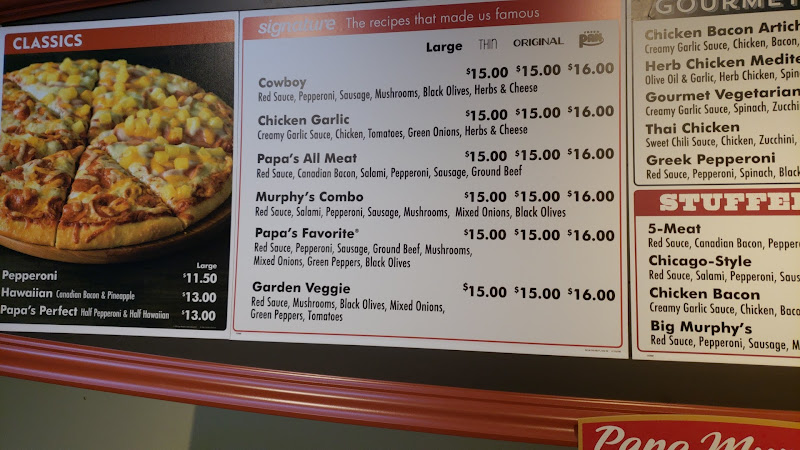 CLASSICS
Large
Pepperoni $11.50
Hawaiian Canadian Bacon & Pineapple $13.00
Papa's Perfect Half Pepperoni & Half Hawaiian $13.00
signature The recipes that made us famous
Large THIN ORIGINAL PAN
Cowboy $15.00 $15.00 $16.00
Red Sauce, Pepperoni, Sausage, Mushrooms, Black Olives, Herbs & Cheese
Chicken Garlic $15.00 $15.00 $16.00
Creamy Garlic Sauce, Chicken, Tomatoes, Green Onions, Herbs & Cheese
Papa's All Meat $15.00 $15.00 $16.00
Red Sauce, Canadian Bacon, Salami, Pepperoni, Sausage, Ground Beef
Murphy's Combo $15.00 $15.00 $16.00
Red Sauce, Salami, Pepperoni, Sausage, Mushrooms, Mixed Onions, Black Olives
Papa's Favorite® $15.00 $15.00 $16.00
Red Sauce, Pepperoni, Sausage, Ground Beef, Mushrooms,
Mixed Onions, Green Peppers, Black Olives
Garden Veggie $15.00 $15.00 $16.00
Red Sauce, Mushrooms, Black Olives, Mixed Onions,
Green Peppers, Tomatoes
GOURMET
Chicken Bacon Artich
Creamy Garlic Sauce, Chicken, Bacon,
Herb Chicken Medite
Olive Oil & Garlic, Herb Chicken, Spin
Gourmet Vegetarian
Creamy Garlic Sauce, Spinach, Zucchi
Thai Chicken
Sweet Chili Sauce, Chicken, Zucchini,
Greek Pepperoni
Red Sauce, Pepperoni, Spinach, Black
STUFFE
5-Meat
Red Sauce, Canadian Bacon, Pepper
Chicago-Style
Red Sauce, Salami, Pepperoni, Saus
Chicken Bacon
Creamy Garlic Sauce, Chicken, Baco
Big Murphy's
Red Sauce, Pepperoni, Sausage, M
Papa M